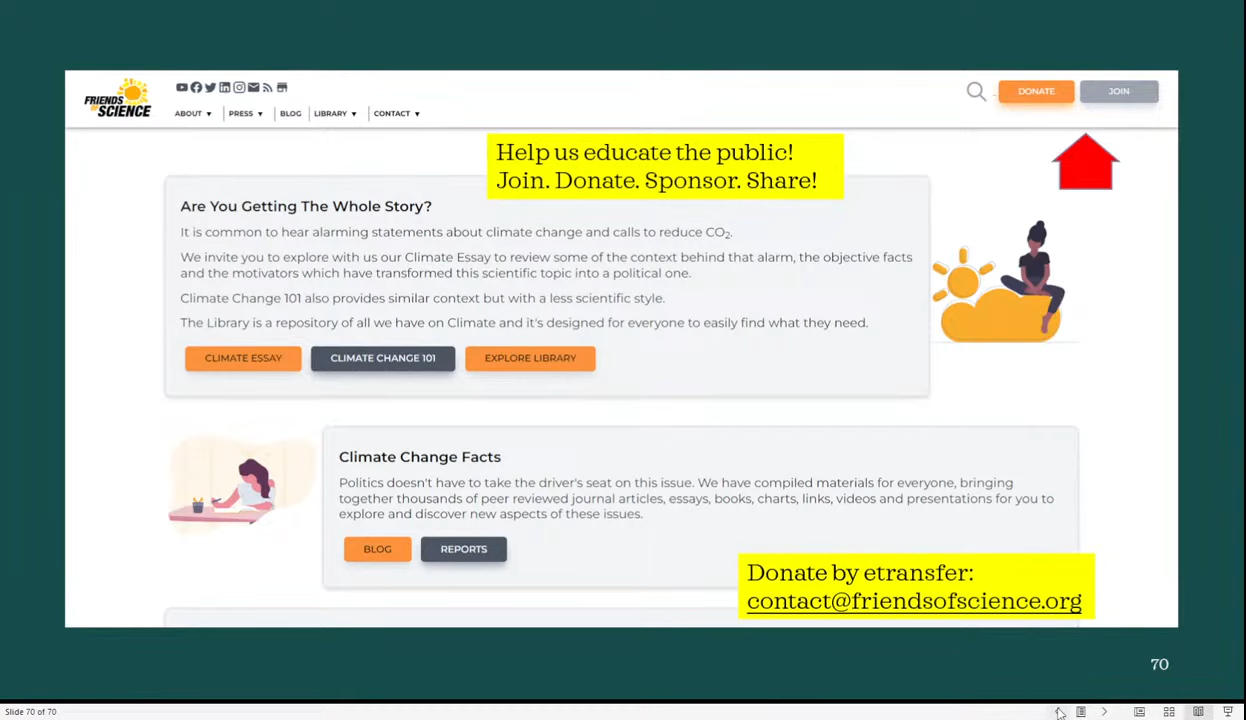 FRIENDS
OF SCIENCE
DONATE
JOIN
ABOUT
PRESS
BLOG
LIBRARY
CONTACT
Help us educate the public!
Join. Donate. Sponsor. Share!
Are You Getting The Whole Story?
It is common to hear alarming statements about climate change and calls to reduce CO₂.
We invite you to explore with us our Climate Essay to review some of the context behind that alarm, the objective facts
and the motivators which have transformed this scientific topic into a political one.
Climate Change 101 also provides similar context but with a less scientific style.
The Library is a repository of all we have on Climate and it's designed for everyone to easily find what they need.
CLIMATE ESSAY
CLIMATE CHANGE 101
EXPLORE LIBRARY
Climate Change Facts
Politics doesn't have to take the driver's seat on this issue. We have compiled materials for everyone, bringing
together thousands of peer reviewed journal articles, essays, books, charts, links, videos and presentations for you to
explore and discover new aspects of these issues.
BLOG
REPORTS
Donate by etransfer:
contact@friendsofscience.org
70
Slide 70 of 70